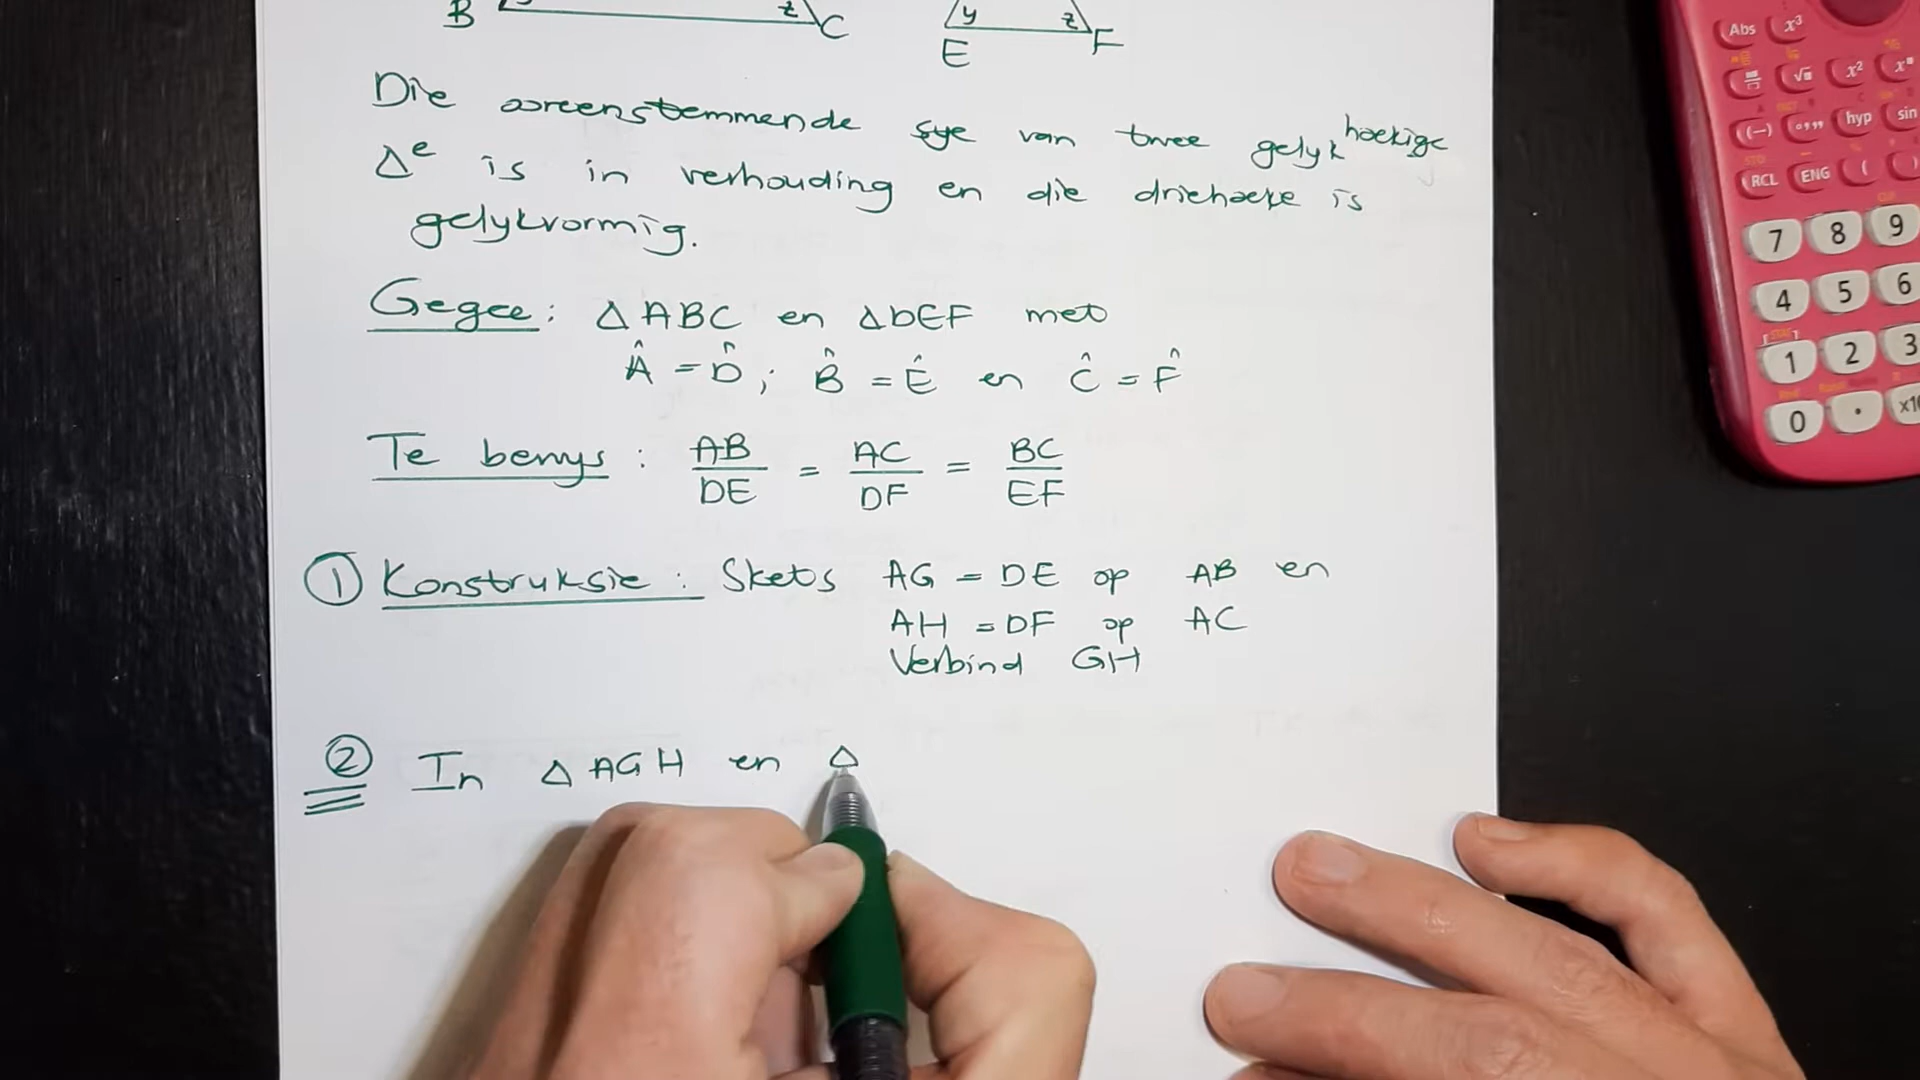 B z C y z
E F
Die ooreenstemmende sye van twee gelykhoekige
Δe is in verhouding en die driehoeke is
gelykvormig.
Gegee: ΔABC en ΔDEF met
Â = D̂ ; B̂ = Ê en Ĉ = F̂
Te bewys : AB/DE = AC/DF = BC/EF
① Konstruksie : Skets AG = DE op AB en
AH = DF op AC
Verbind GH
② In Δ AGH en Δ
Abs x³
√ x²
(-) hyp sin
RCL ENG ( )
7 8 9
4 5 6
1 2 3
0 . x10